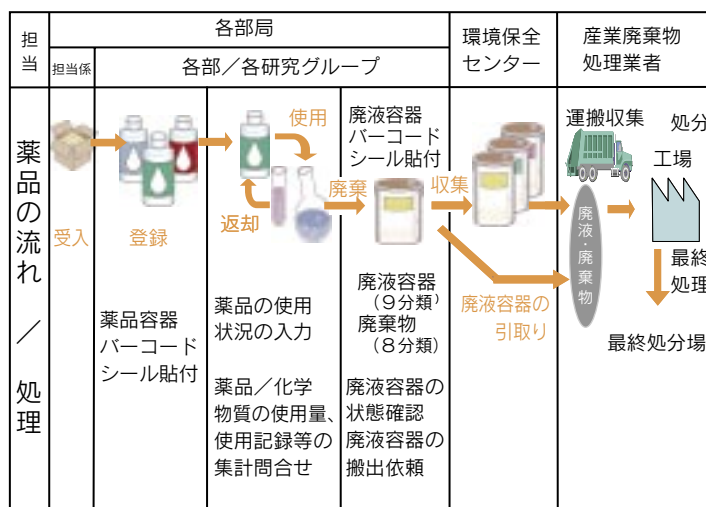 担当
各部局
環境保全
センター
産業廃棄物
処理業者
担当係
各部／各研究グループ
薬品の流れ ／ 処理
受入
登録
薬品容器
バーコード
シール貼付
使用
返却
薬品の使用
状況の入力
薬品／化学
物質の使用量、
使用記録等の
集計問合せ
廃液容器
バーコード
シール貼付
廃棄
収集
廃液容器
（9分類）
廃棄物
（8分類）
廃液容器の
状態確認
廃液容器の
搬出依頼
廃液容器の
引取り
運搬収集
処分
工場
廃液・廃棄物
最終
処理
最終処分場